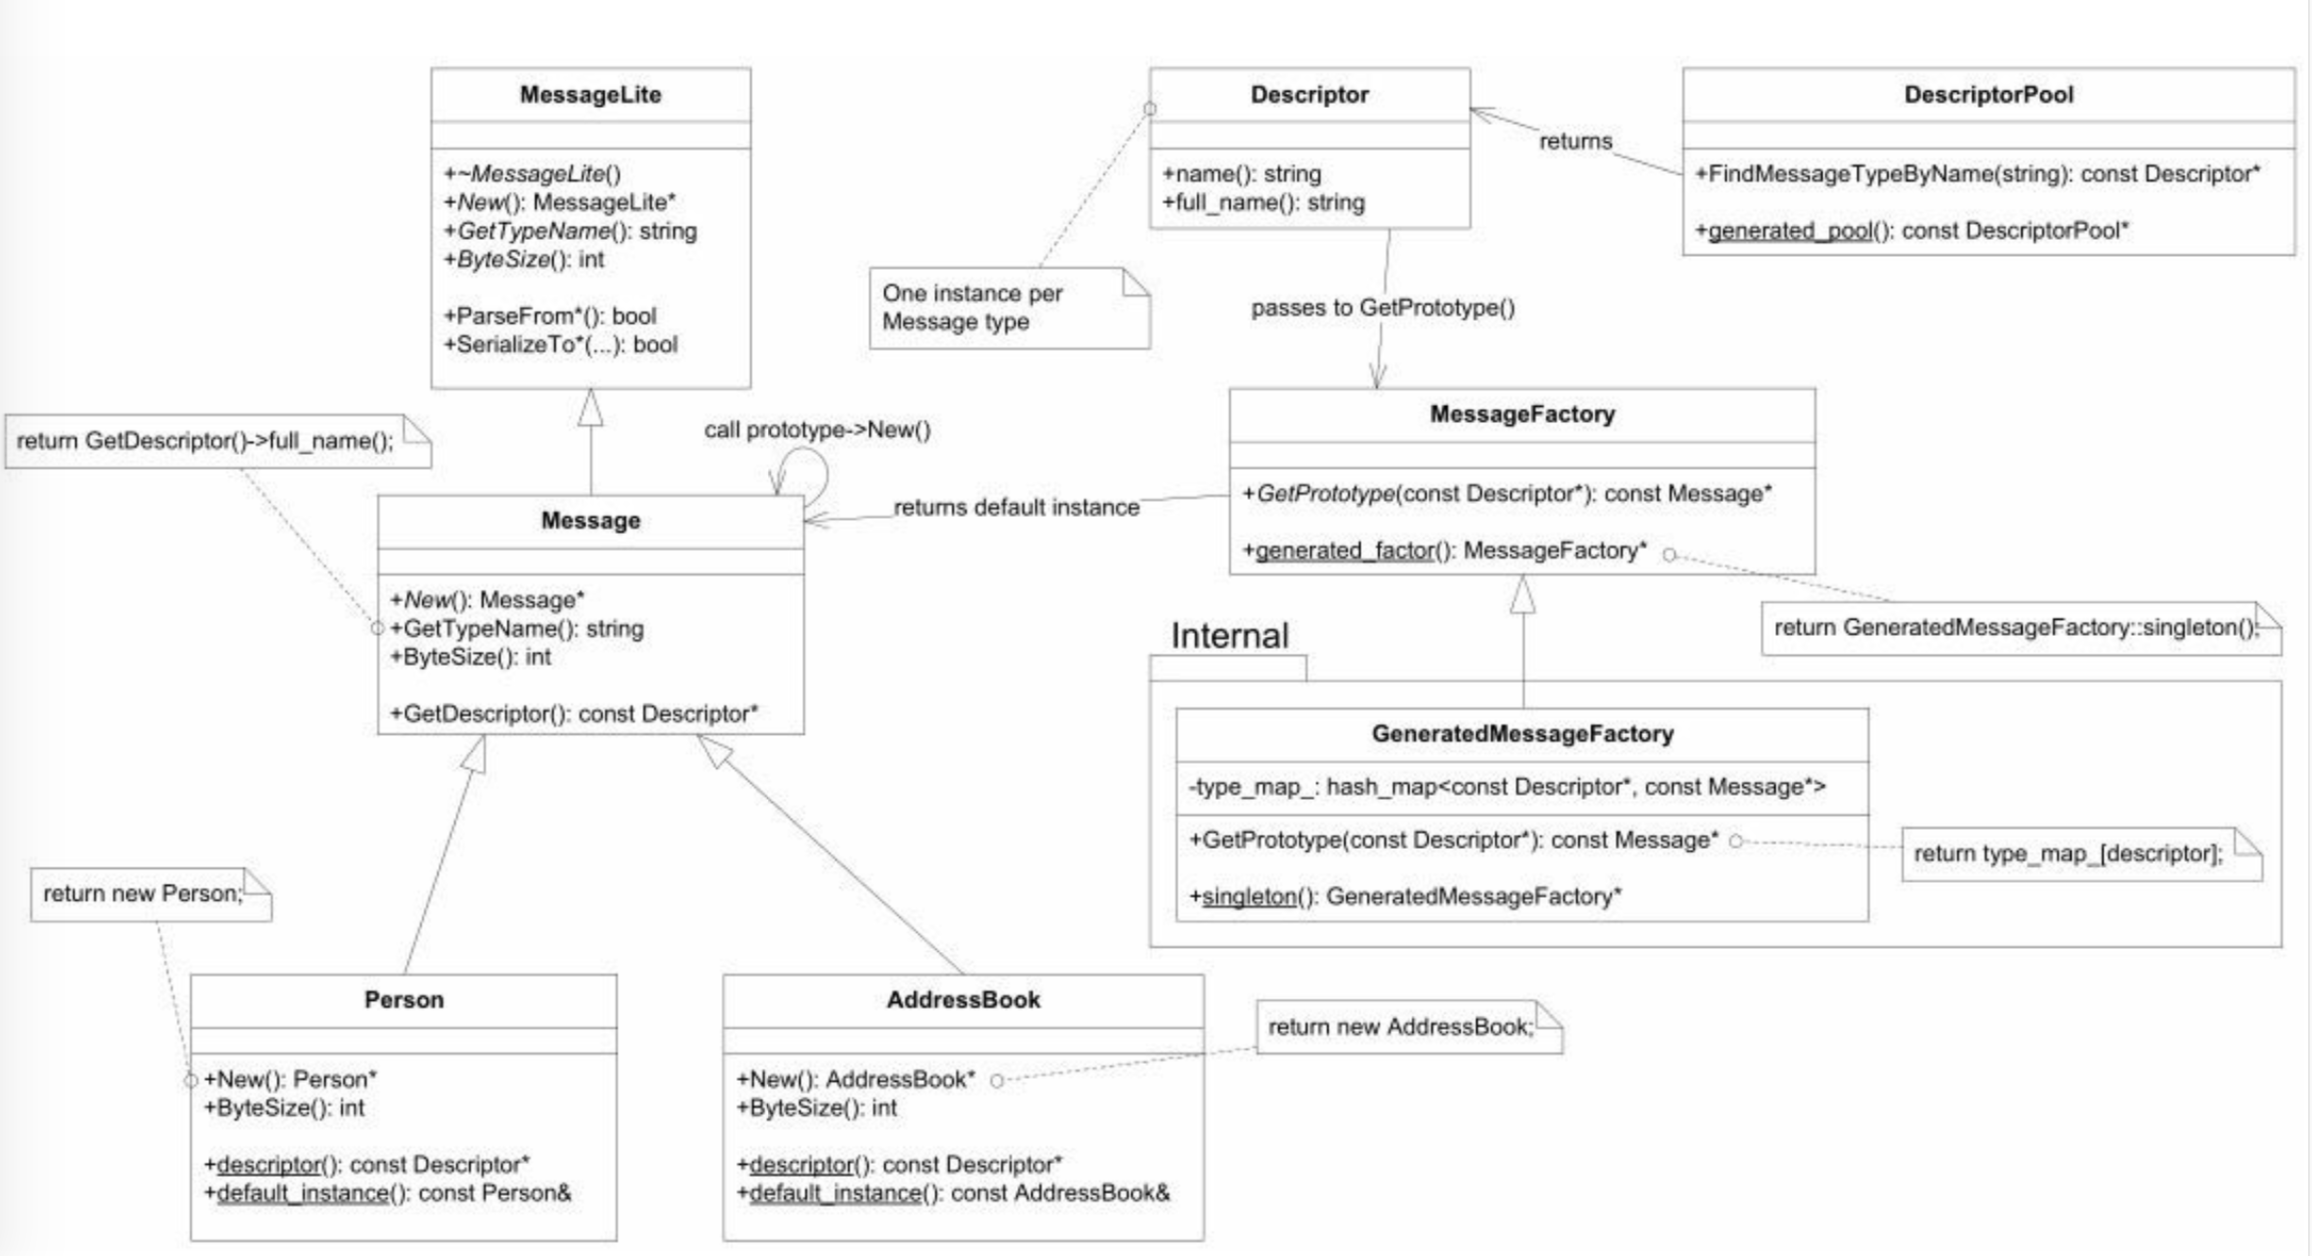 MessageLite
+~MessageLite()
+New(): MessageLite*
+GetTypeName(): string
+ByteSize(): int
+ParseFrom*(): bool
+SerializeTo*(...): bool
Descriptor
+name(): string
+full_name(): string
DescriptorPool
+FindMessageTypeByName(string): const Descriptor*
+generated_pool(): const DescriptorPool*
returns
One instance per
Message type
passes to GetPrototype()
return GetDescriptor()->full_name();
call prototype->New()
returns default instance
MessageFactory
+GetPrototype(const Descriptor*): const Message*
+generated_factor(): MessageFactory*
return GeneratedMessageFactory::singleton();
Message
+New(): Message*
+GetTypeName(): string
+ByteSize(): int
+GetDescriptor(): const Descriptor*
Internal
GeneratedMessageFactory
-type_map_: hash_map<const Descriptor*, const Message*>
+GetPrototype(const Descriptor*): const Message*
+singleton(): GeneratedMessageFactory*
return type_map_[descriptor];
return new Person;
Person
+New(): Person*
+ByteSize(): int
+descriptor(): const Descriptor*
+default_instance(): const Person&
AddressBook
+New(): AddressBook*
+ByteSize(): int
+descriptor(): const Descriptor*
+default_instance(): const AddressBook&
return new AddressBook;